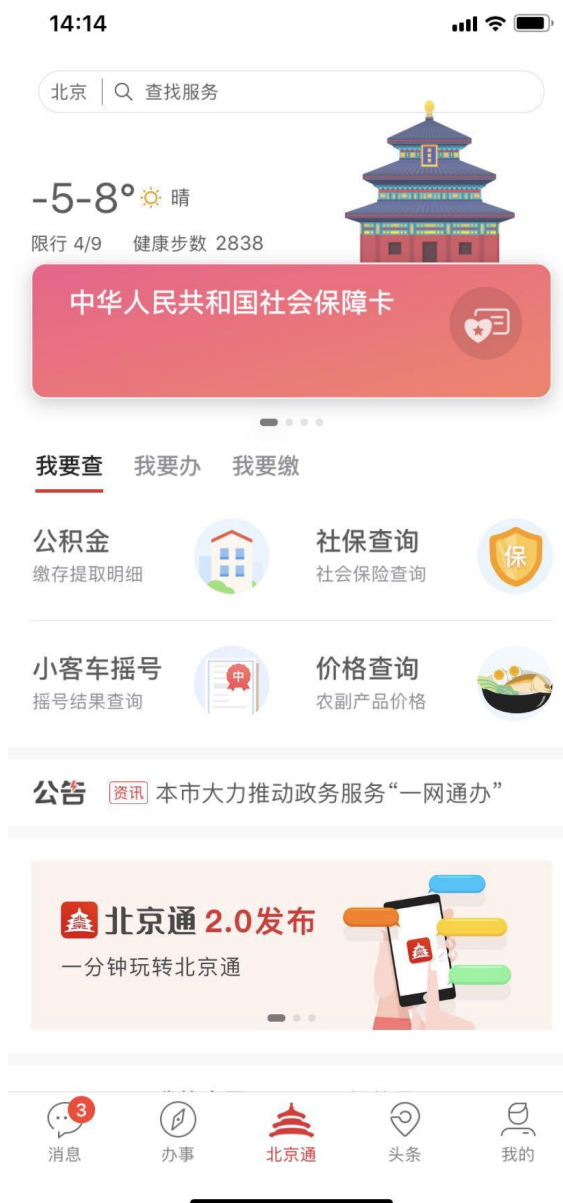 14:14
北京 查找服务
-5-8° 晴
限行 4/9 健康步数 2838
中华人民共和国社会保障卡
我要查 我要办 我要缴
公积金
缴存提取明细
社保查询
社会保险查询
保
小客车摇号
摇号结果查询
中
价格查询
农副产品价格
公告 资讯 本市大力推动政务服务“一网通办”
北京通 2.0发布
一分钟玩转北京通
3
消息 办事 北京通 头条 我的